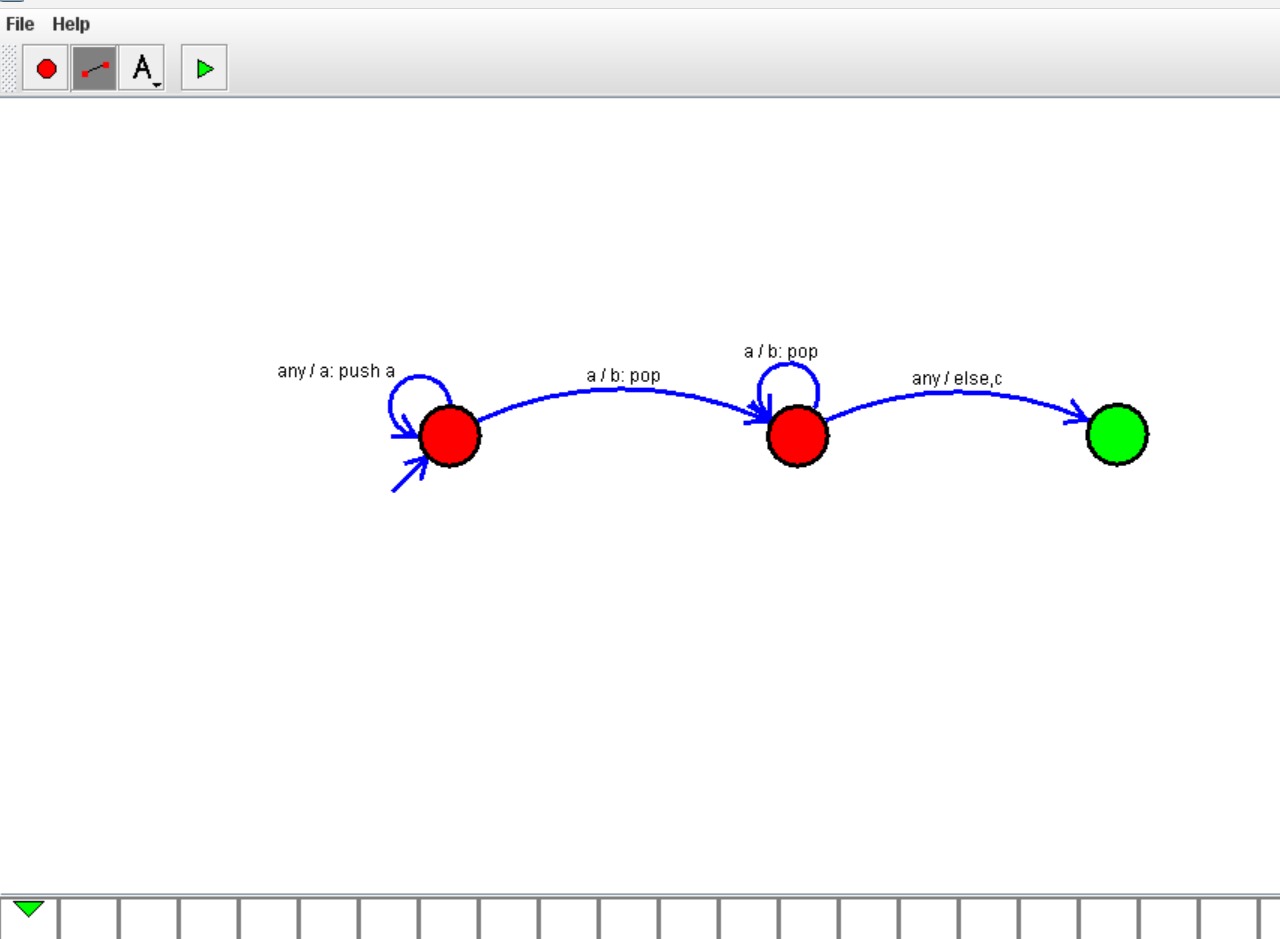 File Help
A
any / a: push a
a / b: pop
a / b: pop
any / else,c